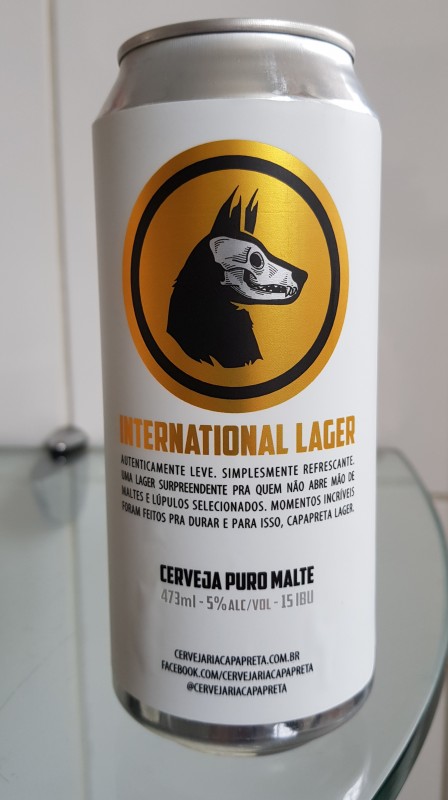 INTERNATIONAL LAGER
AUTENTICAMENTE LEVE. SIMPLESMENTE REFRESCANTE.
UMA LAGER SURPREENDENTE PRA QUEM NÃO ABRE MÃO DE
MALTES E LÚPULOS SELECIONADOS. MOMENTOS INCRÍVEIS
FORAM FEITOS PRA DURAR E PARA ISSO, CAPAPRETA LAGER.
CERVEJA PURO MALTE
473ml - 5% ALC/VOL - 15 IBU
CERVEJARIACAPAPRETA.COM.BR
FACEBOOK.COM/CERVEJARIACAPAPRETA
@CERVEJARIACAPAPRETA